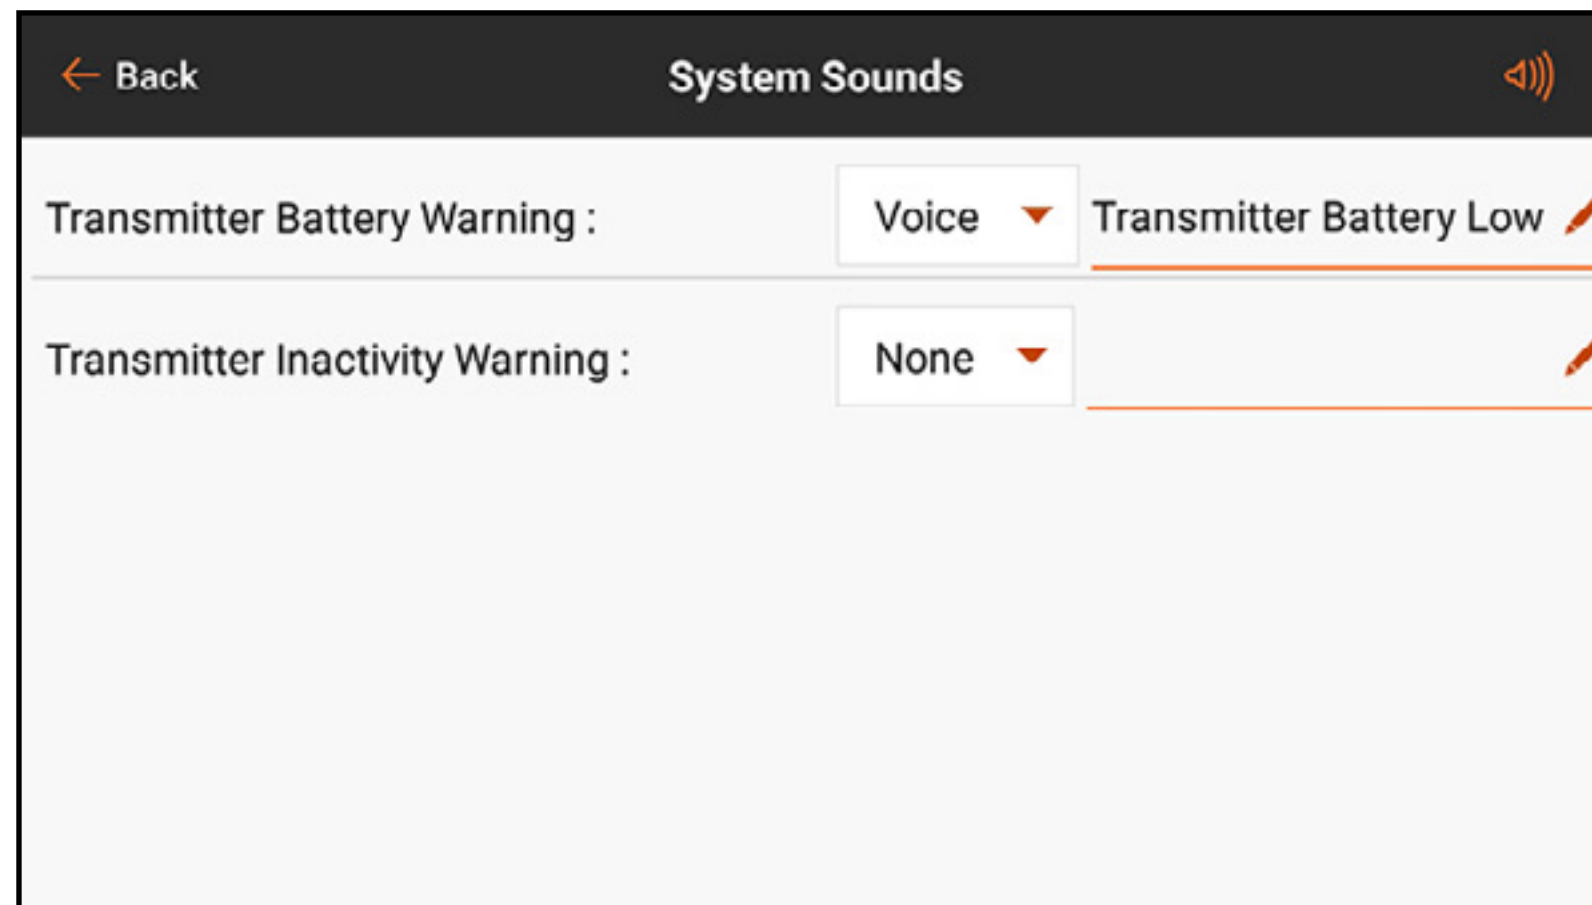 Back
System Sounds
Transmitter Battery Warning : Voice Transmitter Battery Low
Transmitter Inactivity Warning : None